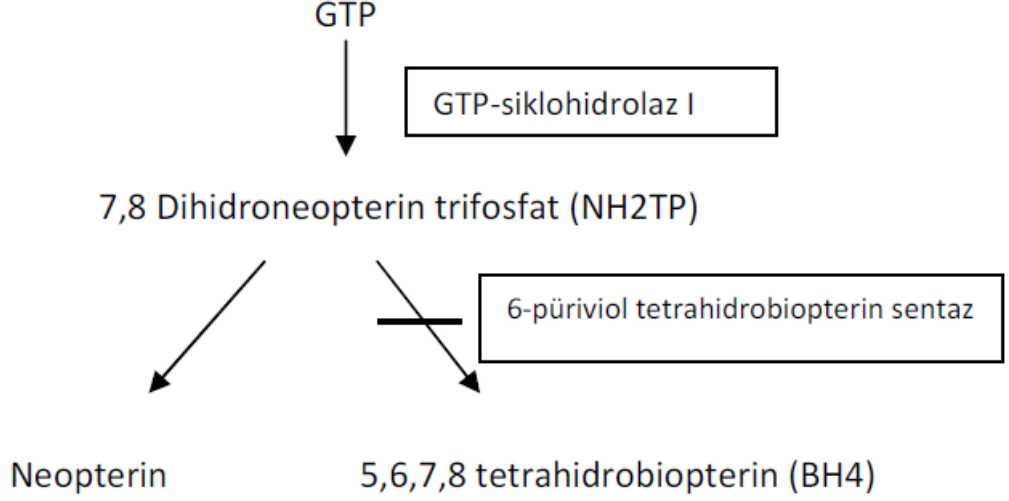 GTP
GTP-siklohidrolaz I
7,8 Dihidroneopterin trifosfat (NH2TP)
6-püriviol tetrahidrobiopterin sentaz
Neopterin
5,6,7,8 tetrahidrobiopterin (BH4)